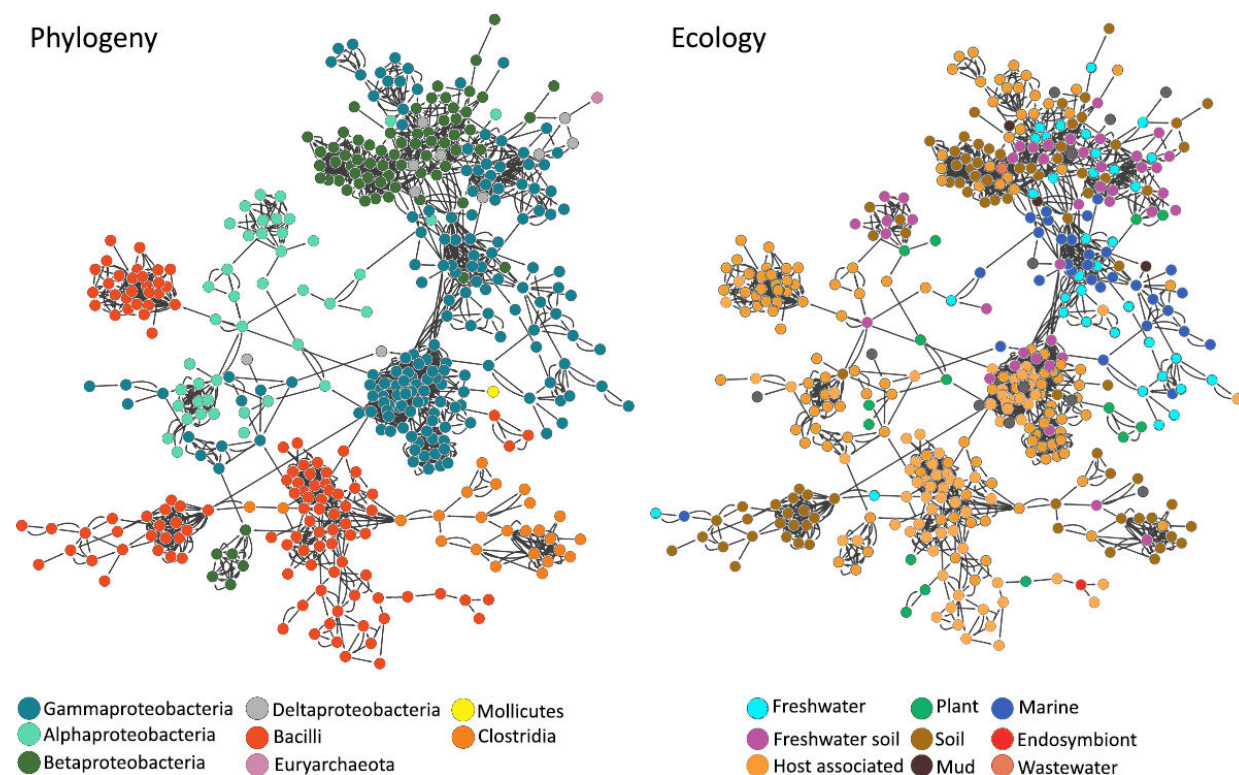 Phylogeny
Ecology
Gammaproteobacteria
Deltaproteobacteria
Mollicutes
Alphaproteobacteria
Bacilli
Clostridia
Betaproteobacteria
Euryarchaeota
Freshwater
Plant
Marine
Freshwater soil
Soil
Endosymbiont
Host associated
Mud
Wastewater